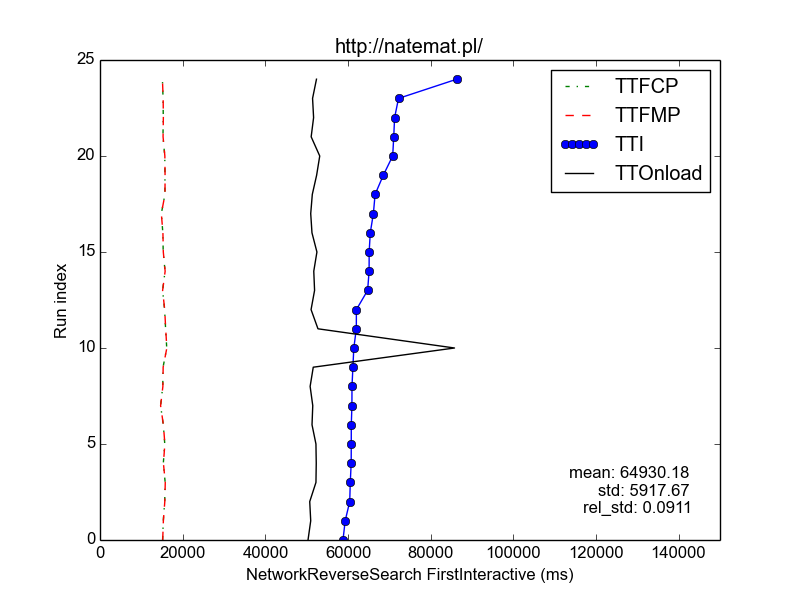 http://natemat.pl/
25
20
15
10
5
0
Run index
TTFCP
TTFMP
TTI
TTOnload
mean: 64930.18
std: 5917.67
rel_std: 0.0911
0 20000 40000 60000 80000 100000 120000 140000
NetworkReverseSearch FirstInteractive (ms)